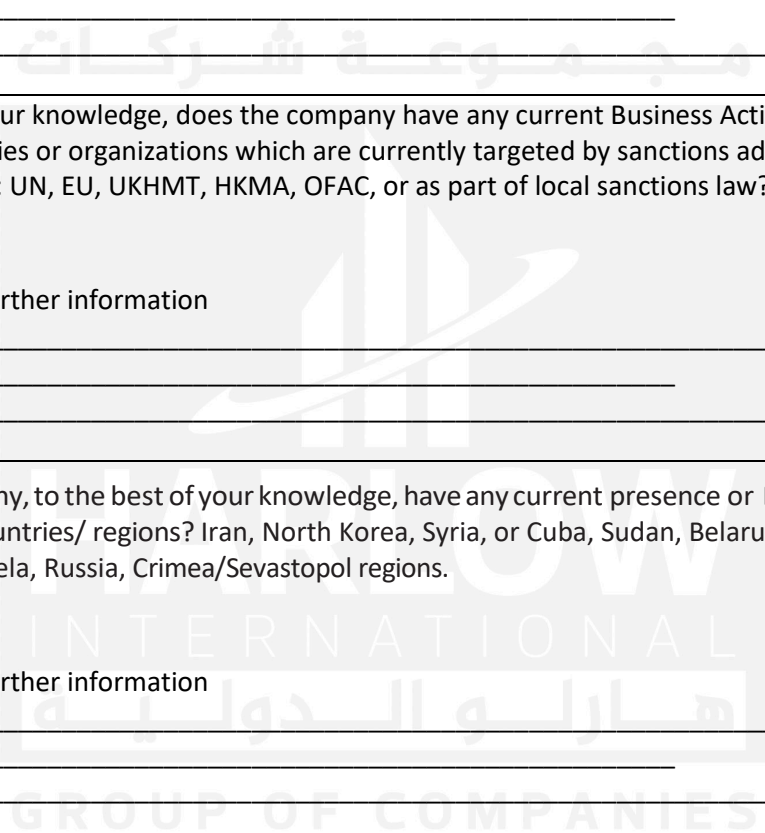 مجموعة شركات
ur knowledge, does the company have any current Business Acti
ies or organizations which are currently targeted by sanctions ad
: UN, EU, UKHMT, HKMA, OFAC, or as part of local sanctions law?
rther information
ny, to the best of your knowledge, have any current presence or
untries/ regions? Iran, North Korea, Syria, or Cuba, Sudan, Belaru
ela, Russia, Crimea/Sevastopol regions.
HARLOW
INTERNATIONAL
rther information
هارلو الدولية
GROUP OF COMPANIES